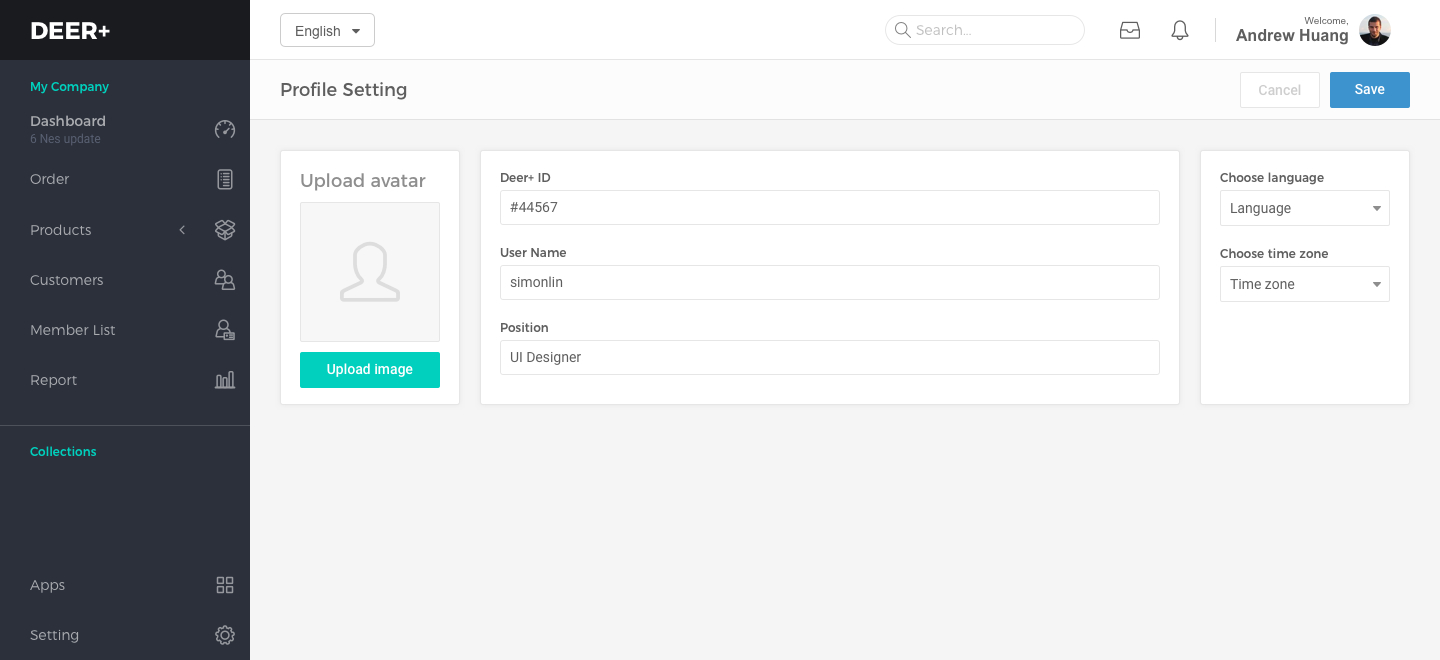 DEER+
English
Search...
Welcome,
Andrew Huang
My Company
Dashboard
6 Nes update
Order
Products
Customers
Member List
Report
Collections
Apps
Setting
Profile Setting
Cancel
Save
Upload avatar
Upload image
Deer+ ID
#44567
User Name
simonlin
Position
UI Designer
Choose language
Language
Choose time zone
Time zone